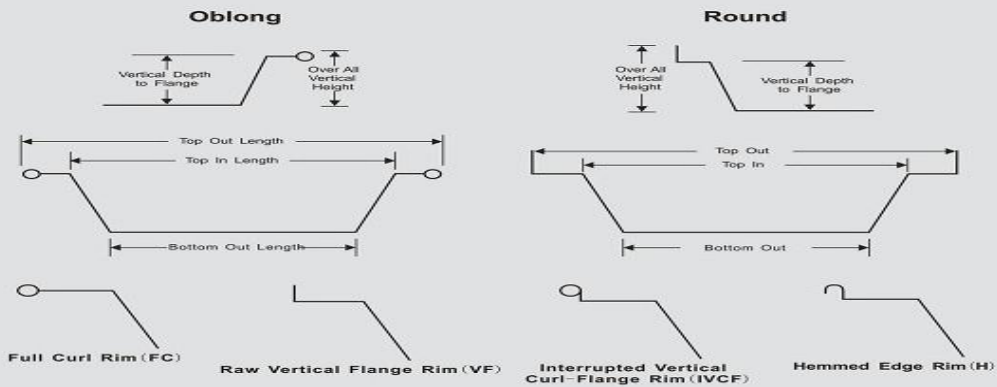 Oblong
Round
Vertical Depth
to Flange
Over All
Vertical
Height
Over All
Vertical
Height
Vertical Depth
to Flange
Top Out Length
Top In Length
Bottom Out Length
Top Out
Top In
Bottom Out
Full Curl Rim(FC)
Raw Vertical Flange Rim(VF)
Interrupted Vertical
Curl-Flange Rim(IVCF)
Hemmed Edge Rim(H)